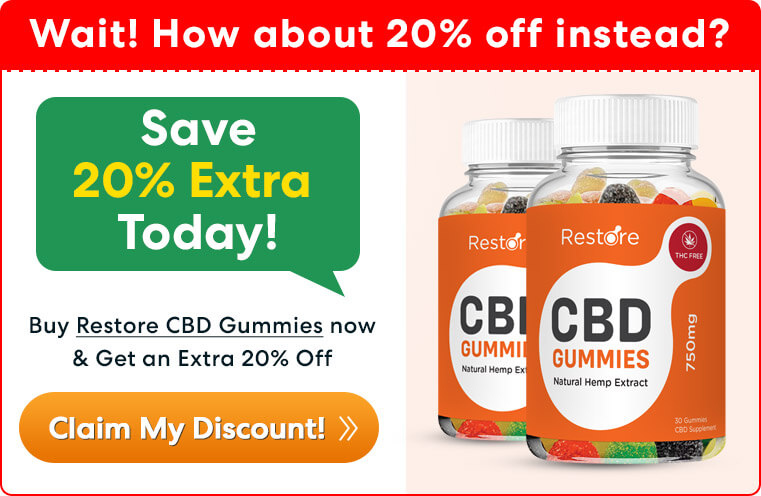 Wait! How about 20% off instead?
Save
20% Extra
Today!
Buy Restore CBD Gummies now
& Get an Extra 20% Off
Claim My Discount! »
Restore
CBD
GUMMIES
Natural Hemp Extract
THC FREE
750mg
30 Gummies
CBD Supplement
Restore
CBD
GUMMI
Natural Hemp Ext